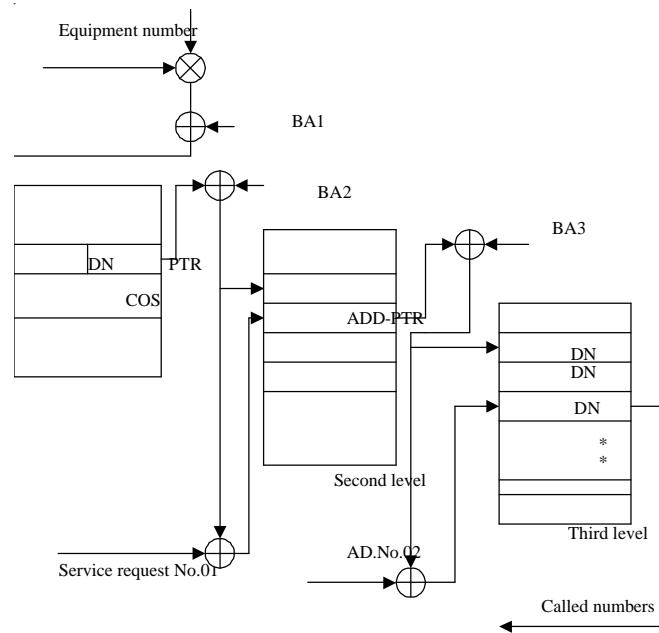 Equipment number
BA1
BA2
BA3
DN PTR
COS
ADD-PTR
DN
DN
DN
*
*
Second level
Third level
AD.No.02
Service request No.01
Called numbers